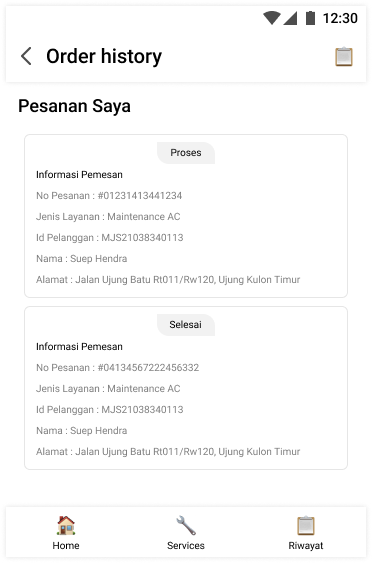 12:30
Order history
Pesanan Saya
Proses
Informasi Pemesan
No Pesanan : #01231413441234
Jenis Layanan : Maintenance AC
Id Pelanggan : MJS21038340113
Nama : Suep Hendra
Alamat : Jalan Ujung Batu Rt011/Rw120, Ujung Kulon Timur
Selesai
Informasi Pemesan
No Pesanan : #04134567222456332
Jenis Layanan : Maintenance AC
Id Pelanggan : MJS21038340113
Nama : Suep Hendra
Alamat : Jalan Ujung Batu Rt011/Rw120, Ujung Kulon Timur
Home
Services
Riwayat